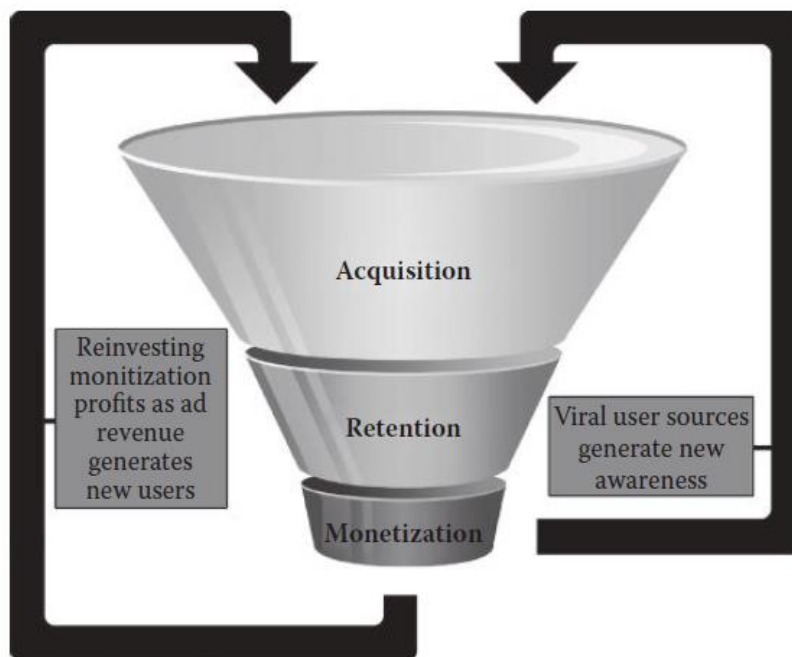 Acquisition
Reinvesting
monitization
profits as ad
revenue
generates
new users
Retention
Viral user sources
generate new
awareness
Monetization